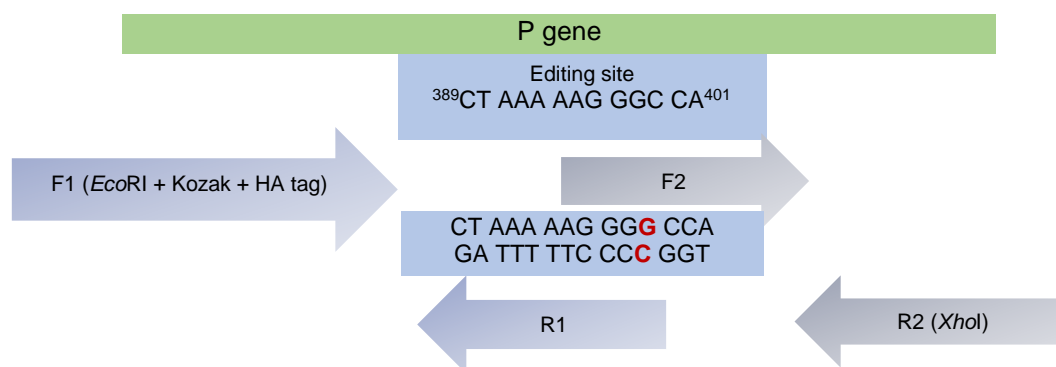 P gene
Editing site
³⁸⁹CT AAA AAG GGC CA⁴⁰¹
F1 (EcoRI + Kozak + HA tag)
F2
CT AAA AAG GGG CCA
GA TTT TTC CCC GGT
R1
R2 (XhoI)